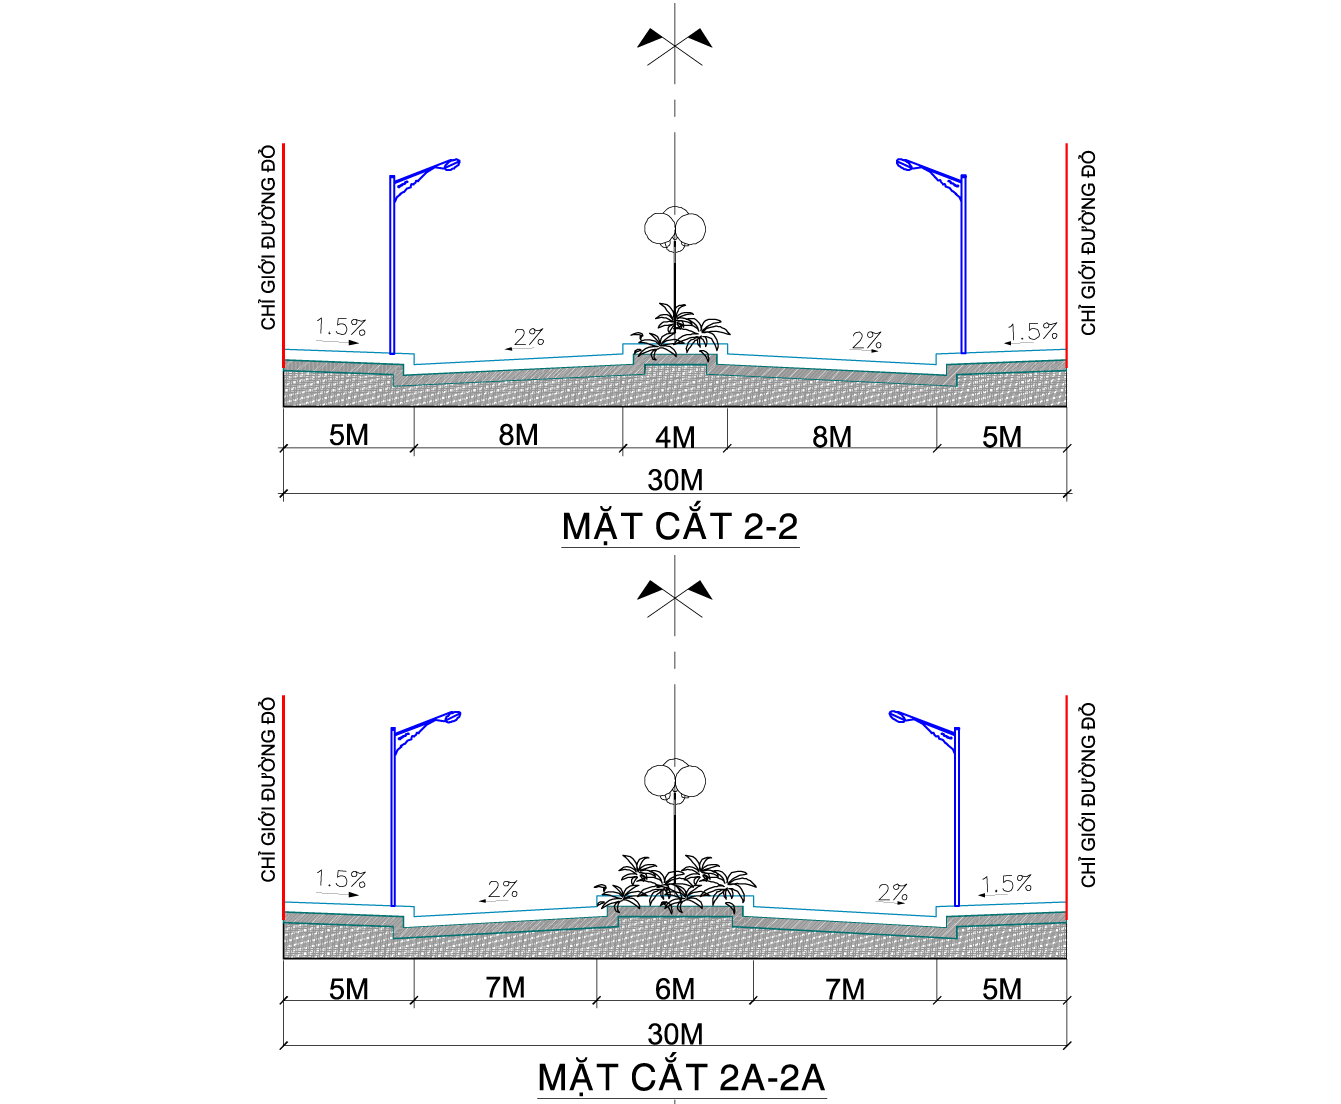 CHỈ GIỚI ĐƯỜNG ĐỎ
CHỈ GIỚI ĐƯỜNG ĐỎ
1.5%
2%
2%
1.5%
5M
8M
4M
8M
5M
30M
MẶT CẮT 2-2
CHỈ GIỚI ĐƯỜNG ĐỎ
CHỈ GIỚI ĐƯỜNG ĐỎ
1.5%
2%
2%
1.5%
5M
7M
6M
7M
5M
30M
MẶT CẮT 2A-2A